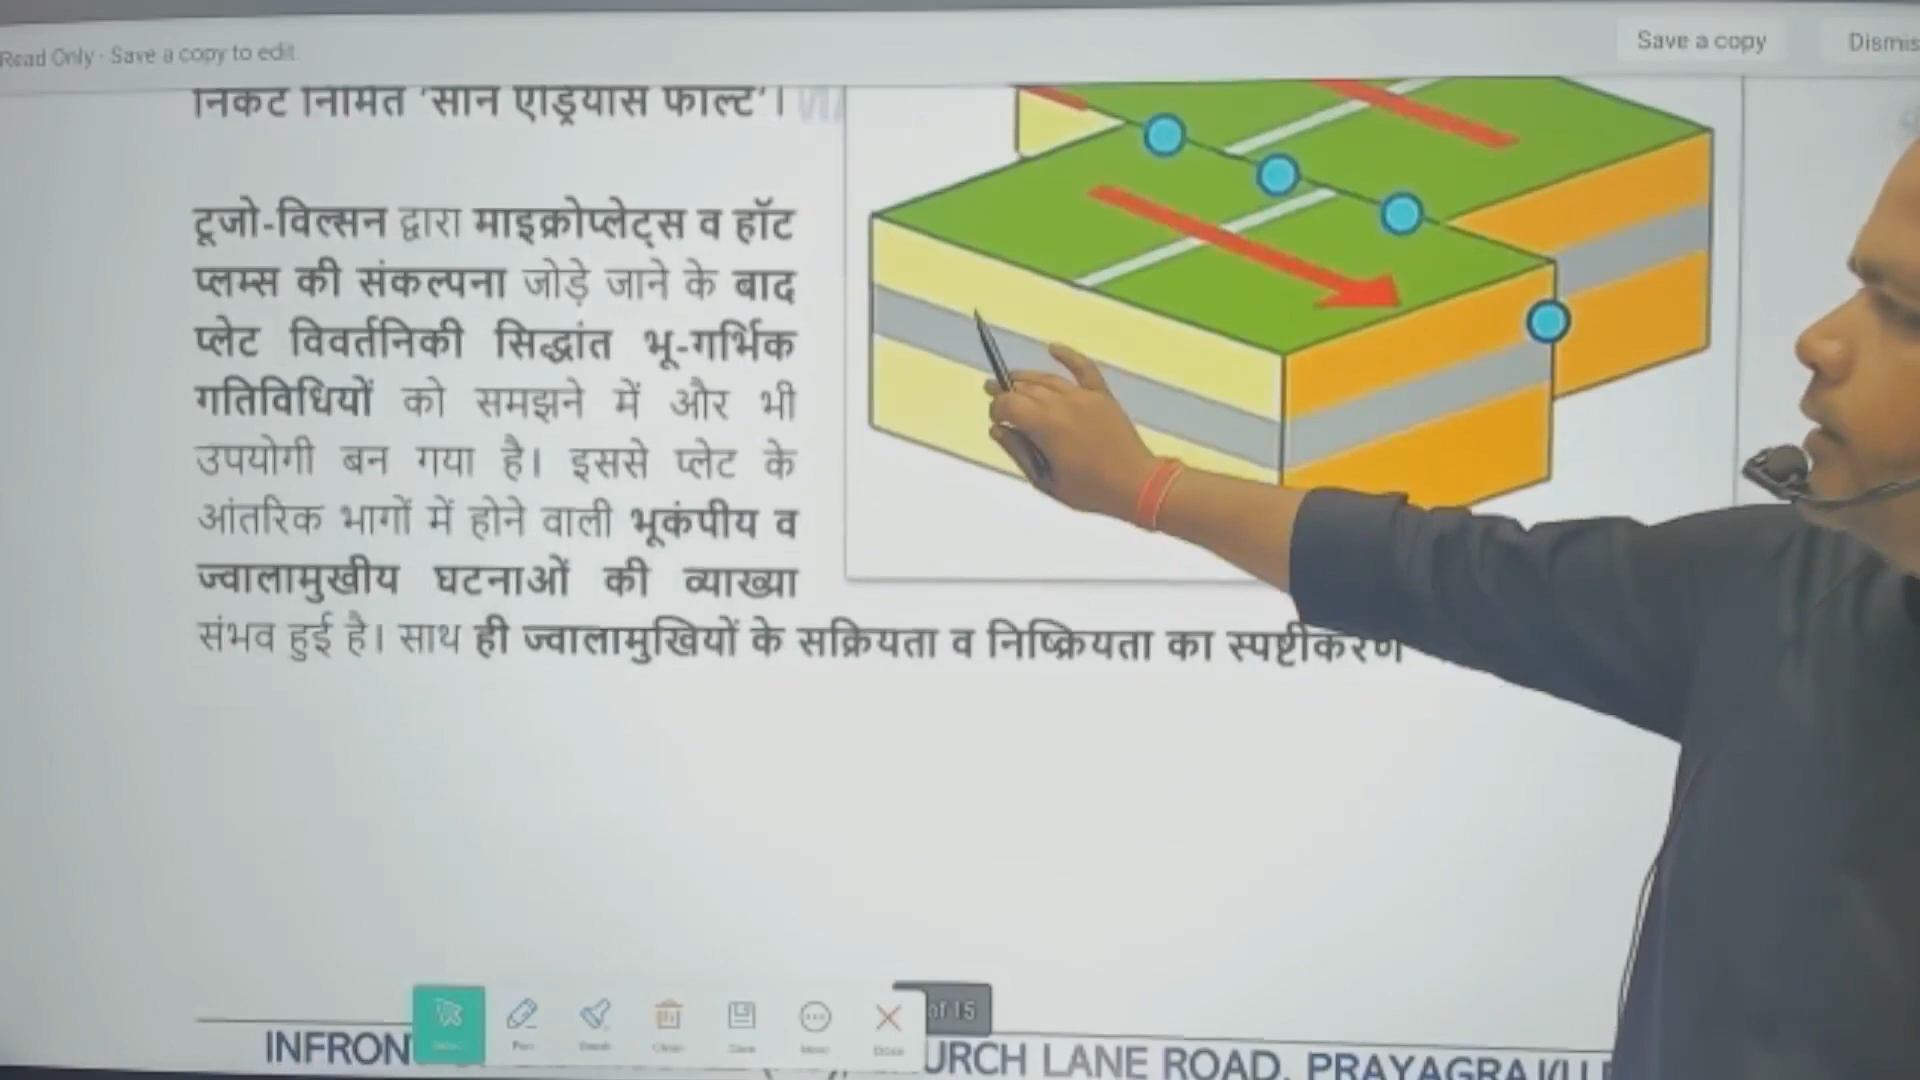 Read Only - Save a copy to edit.
Save a copy
Dismis
निकट निर्मित 'सान एंड्रियास फॉल्ट'।
टूजो-विल्सन द्वारा माइक्रोप्लेट्स व हॉट
प्लम्स की संकल्पना जोड़े जाने के बाद
प्लेट विवर्तनिकी सिद्धांत भू-गर्भिक
गतिविधियों को समझने में और भी
उपयोगी बन गया है। इससे प्लेट के
आंतरिक भागों में होने वाली भूकंपीय व
ज्वालामुखीय घटनाओं की व्याख्या
संभव हुई है। साथ ही ज्वालामुखियों के सक्रियता व निष्क्रियता का स्पष्टीकरण
of 15
INFRON
URCH LANE ROAD, PRAYAGRAJ